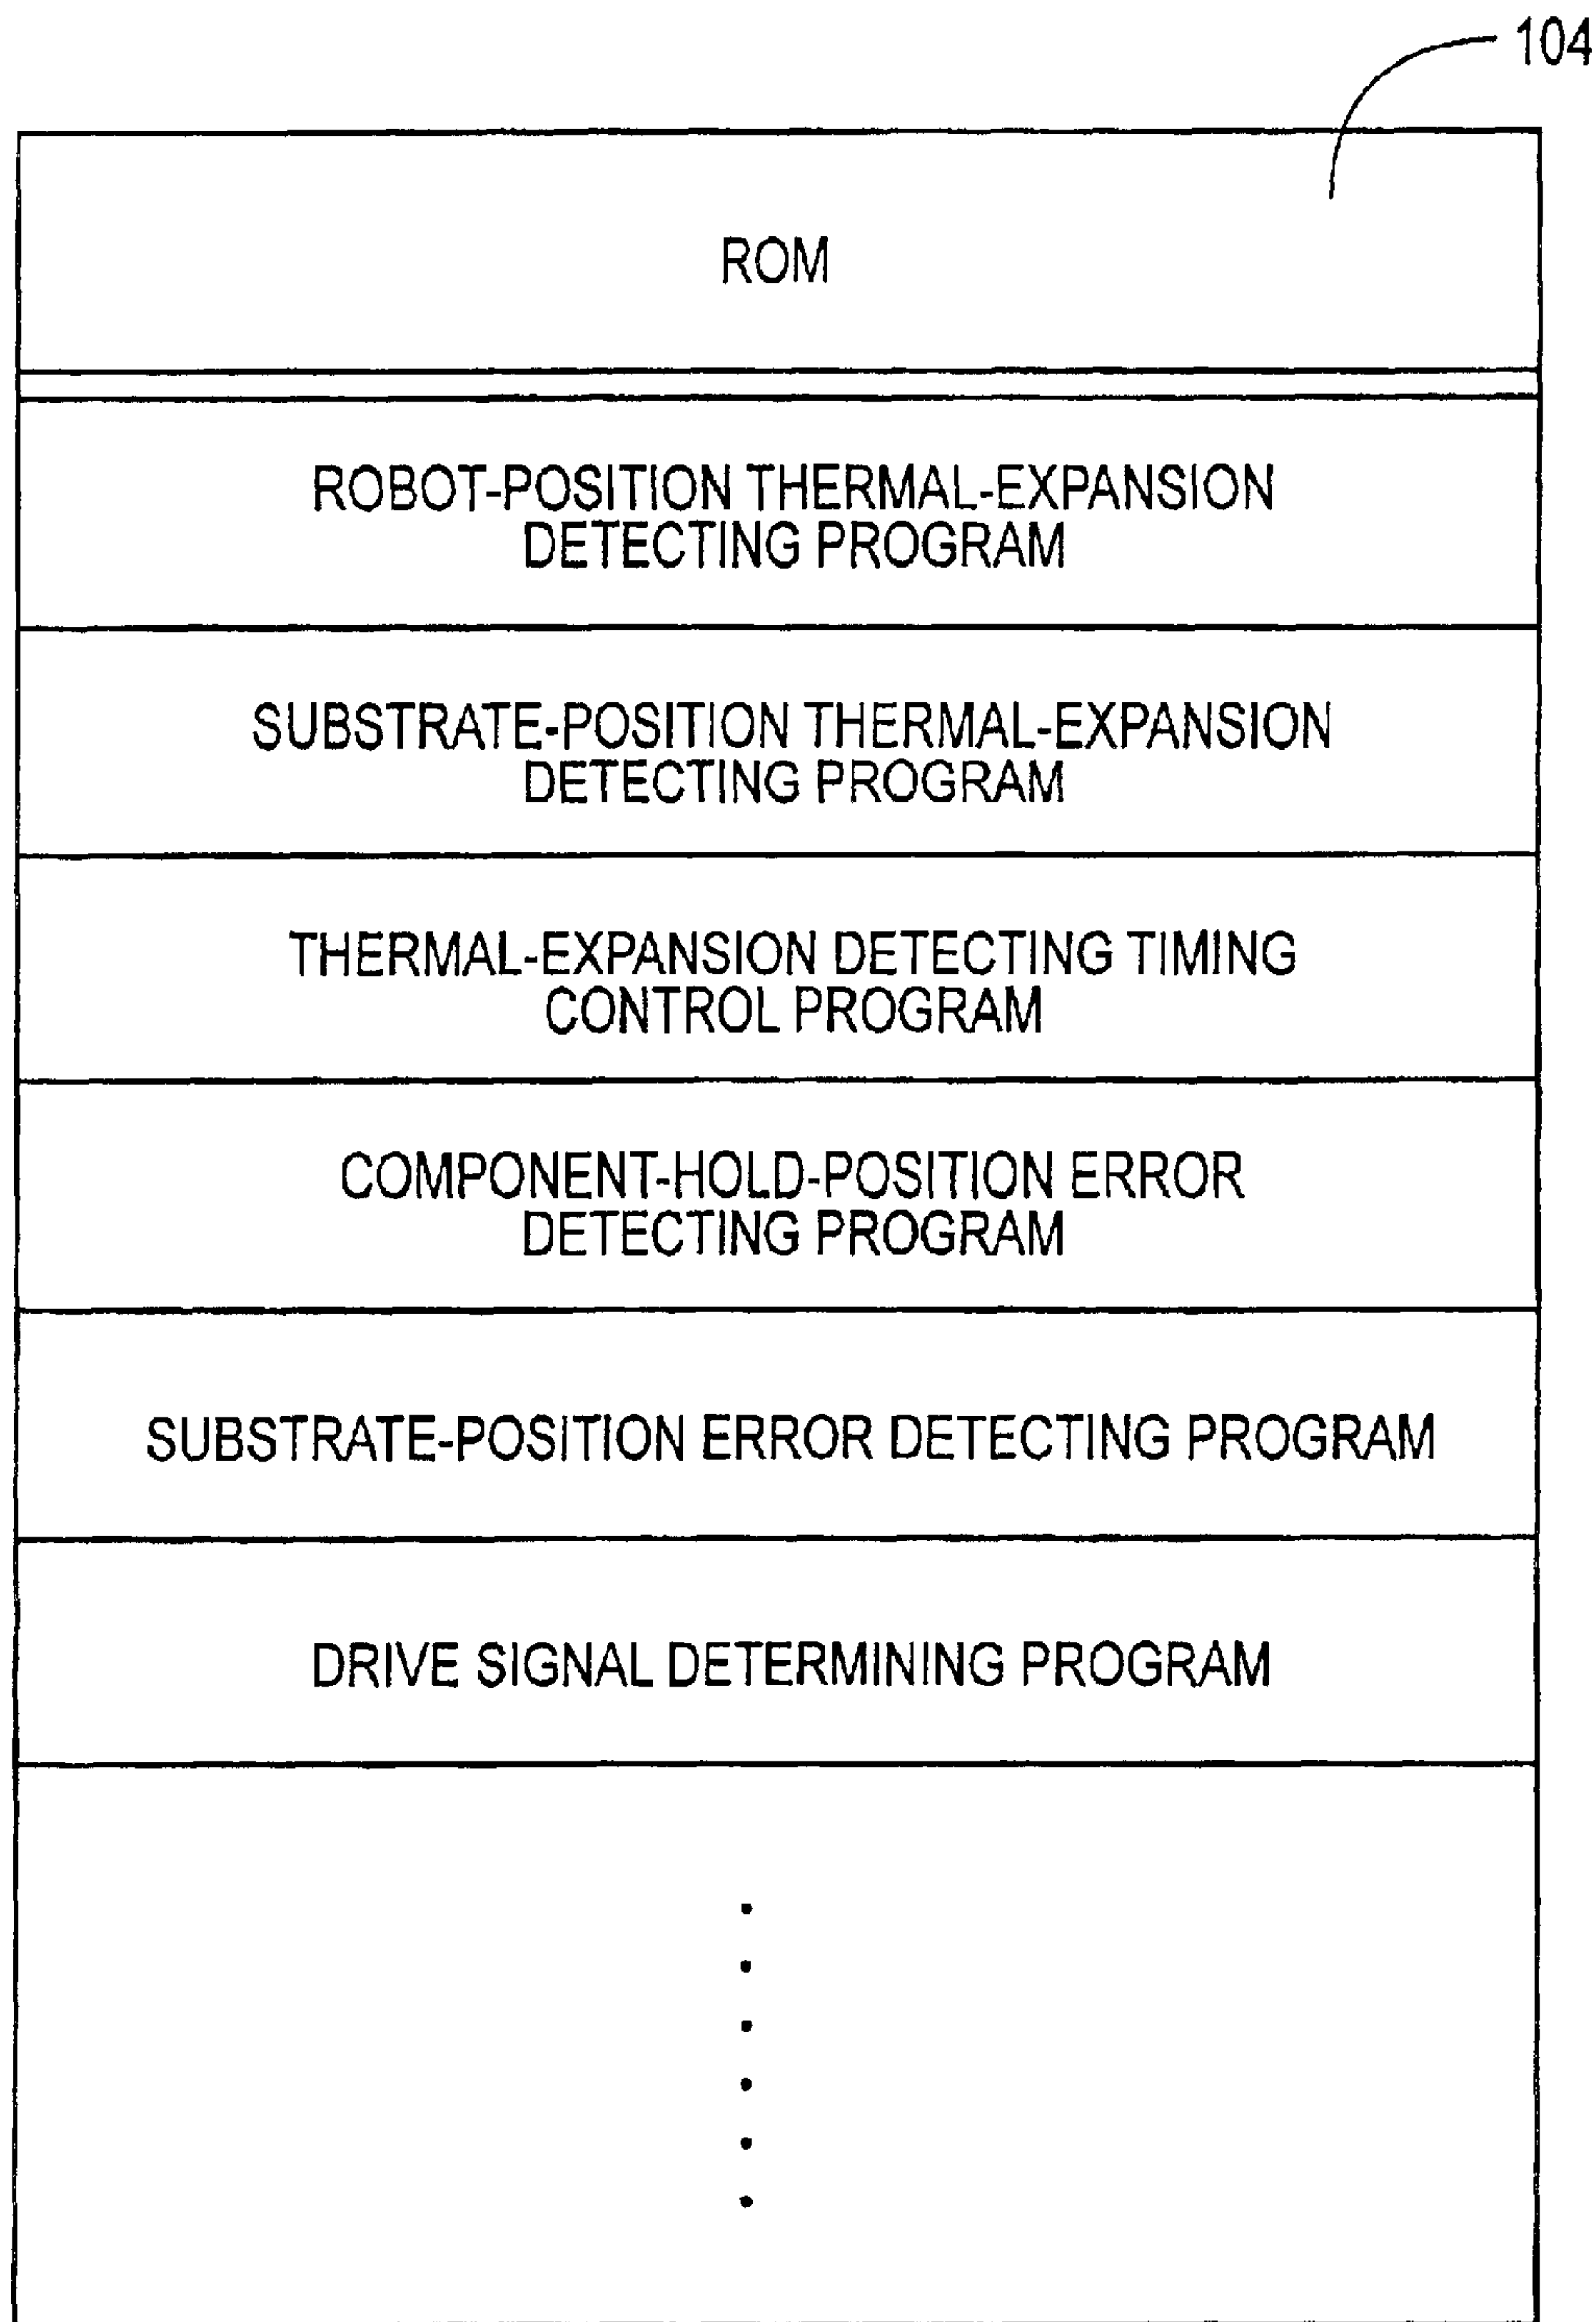 104
ROM
ROBOT-POSITION THERMAL-EXPANSION
DETECTING PROGRAM
SUBSTRATE-POSITION THERMAL-EXPANSION
DETECTING PROGRAM
THERMAL-EXPANSION DETECTING TIMING
CONTROL PROGRAM
COMPONENT-HOLD-POSITION ERROR
DETECTING PROGRAM
SUBSTRATE-POSITION ERROR DETECTING PROGRAM
DRIVE SIGNAL DETERMINING PROGRAM